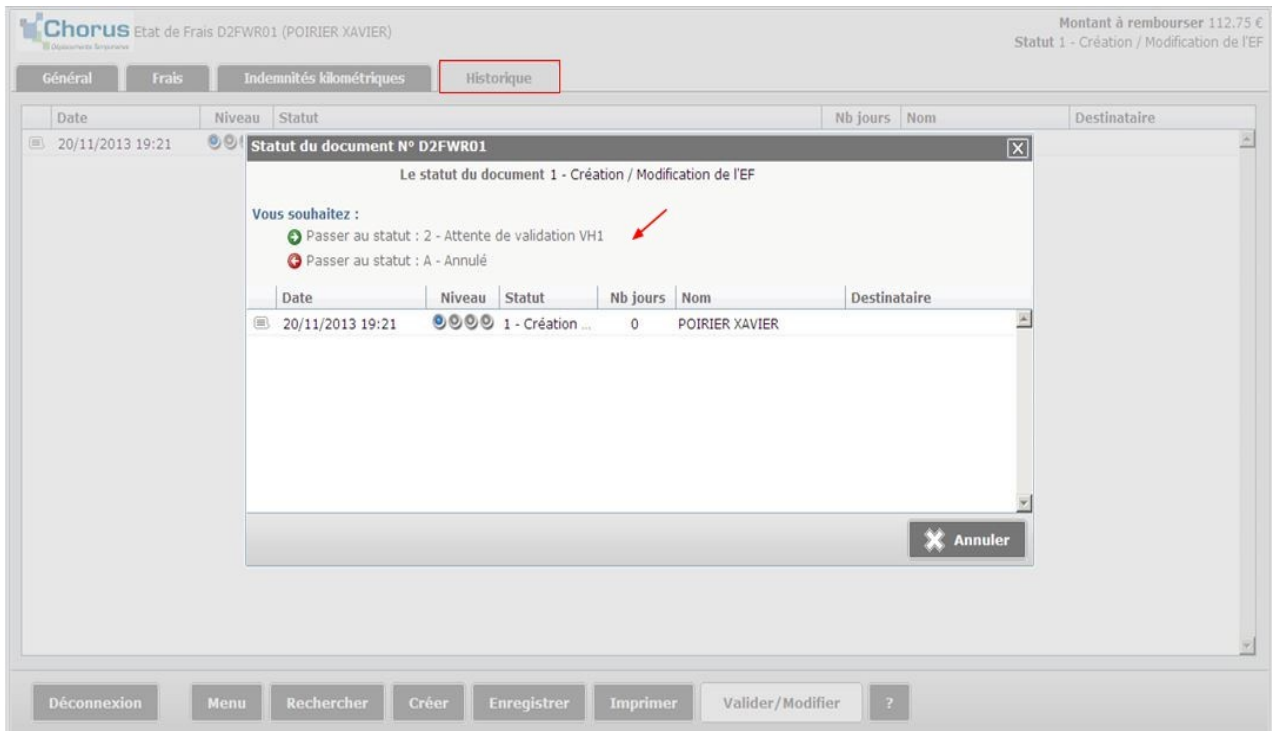 Chorus Etat de Frais D2FWR01 (POIRIER XAVIER)
Déplacements Temporaires
Montant à rembourser 112.75 €
Statut 1 - Création / Modification de l'EF
Général Frais Indemnités kilométriques Historique
Date Niveau Statut Nb jours Nom Destinataire
20/11/2013 19:21
Statut du document N° D2FWR01
Le statut du document 1 - Création / Modification de l'EF
Vous souhaitez :
Passer au statut : 2 - Attente de validation VH1
Passer au statut : A - Annulé
Date Niveau Statut Nb jours Nom Destinataire
20/11/2013 19:21 1 - Création ... 0 POIRIER XAVIER
Annuler
Déconnexion Menu Rechercher Créer Enregistrer Imprimer Valider/Modifier ?